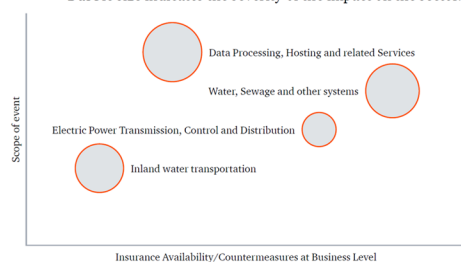 Data Processing, Hosting and related Services
Water, Sewage and other systems
Electric Power Transmission, Control and Distribution
Inland water transportation
Scope of event
Insurance Availability/Countermeasures at Business Level